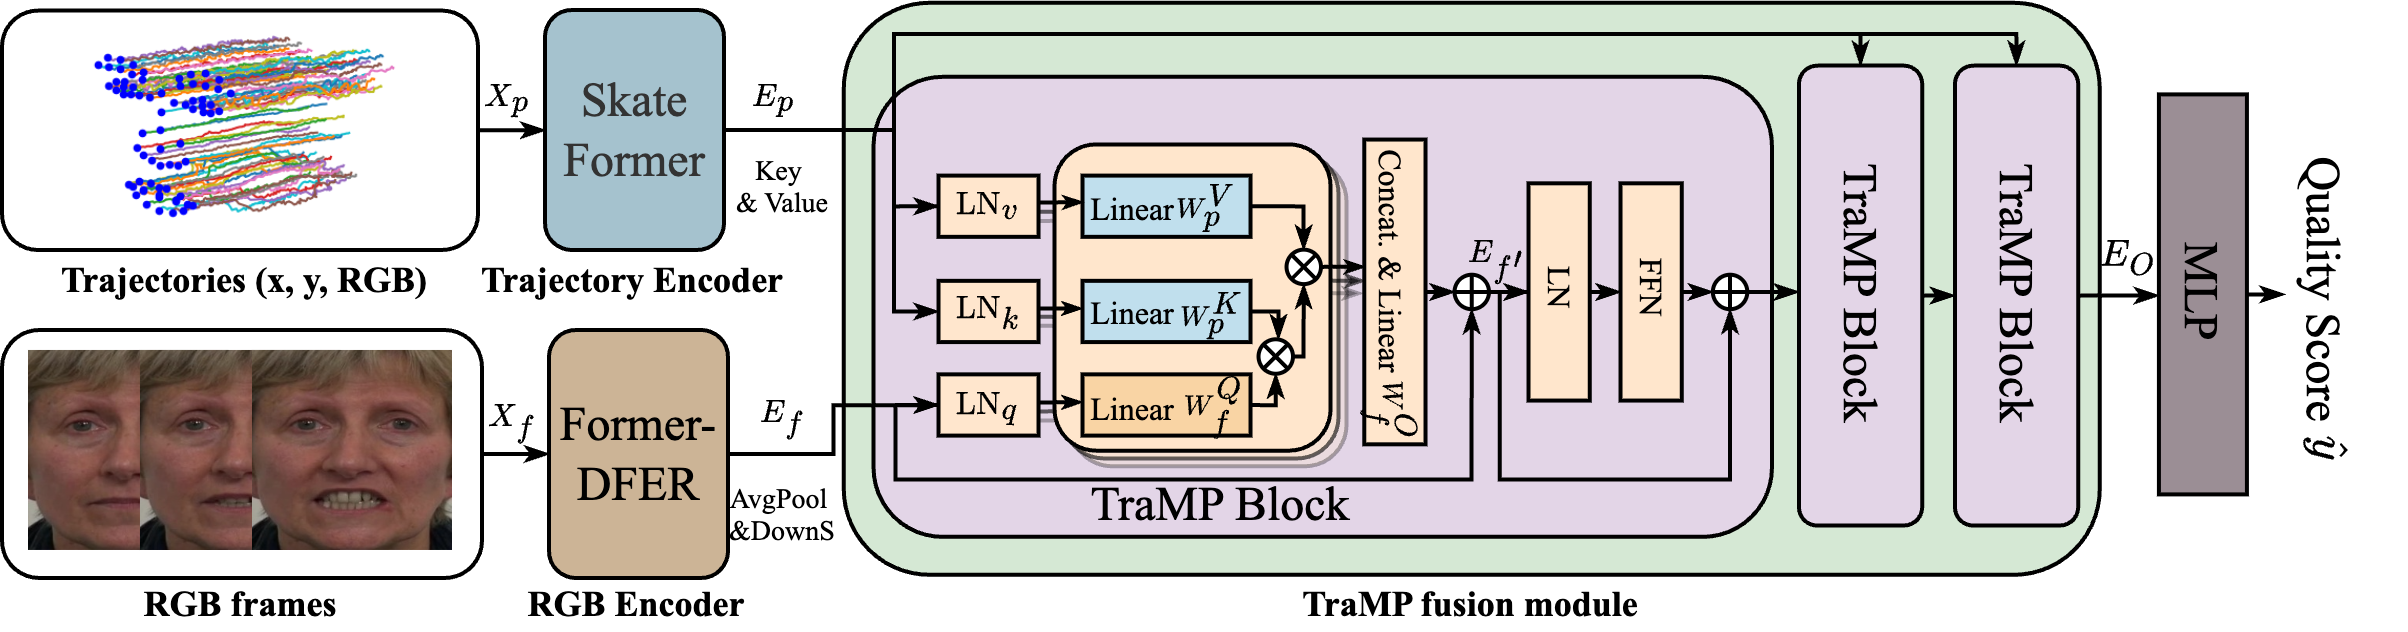 X_p
Skate
Former
E_p
Key
& Value
Trajectories (x, y, RGB)
Trajectory Encoder
X_f
Former-
DFER
E_f
AvgPool
&DownS
RGB frames
RGB Encoder
LN_v
Linear W_p^V
LN_k
Linear W_p^K
LN_q
Linear W_f^Q
Concat. & Linear W_f^O
E_{f'}
LN
FFN
TraMP Block
TraMP Block
TraMP Block
TraMP fusion module
E_O
MLP
Quality Score ŷ